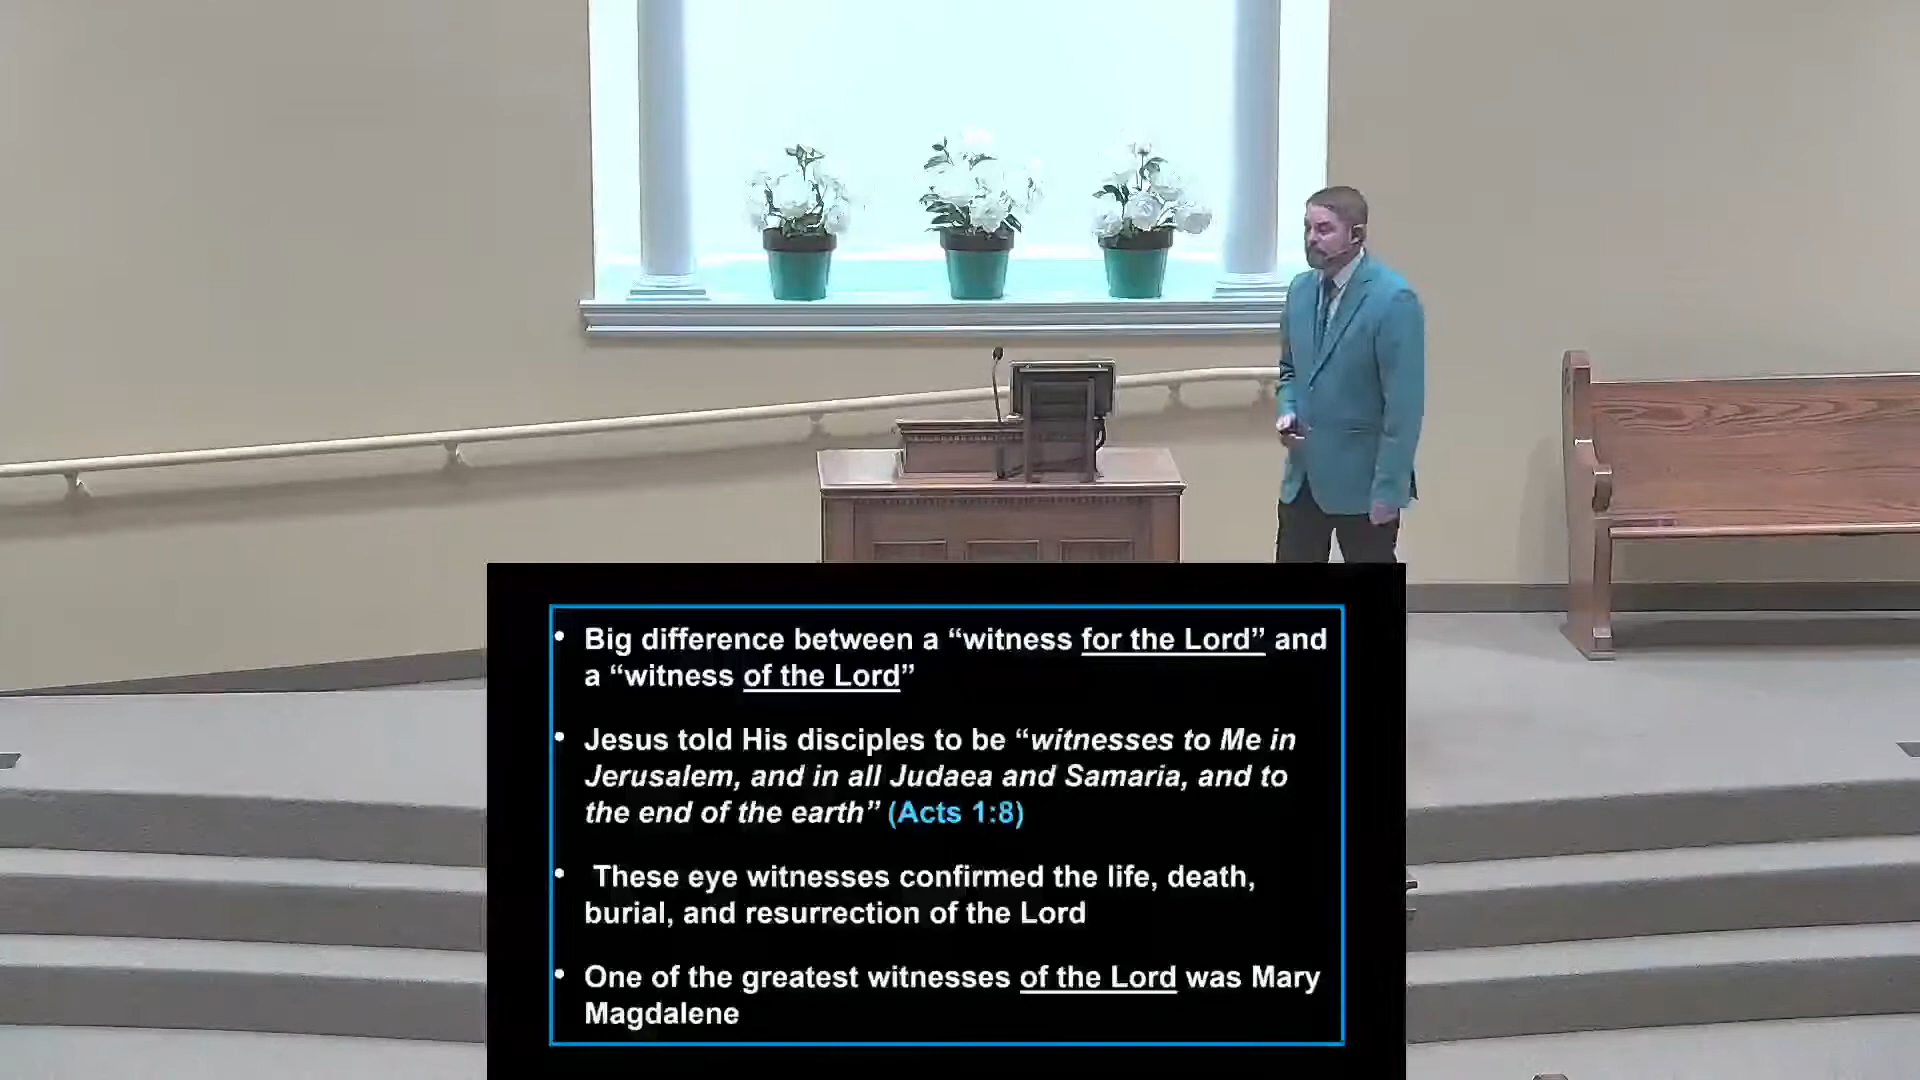 • Big difference between a “witness for the Lord” and
a “witness of the Lord”
• Jesus told His disciples to be “witnesses to Me in
Jerusalem, and in all Judaea and Samaria, and to
the end of the earth” (Acts 1:8)
• These eye witnesses confirmed the life, death,
burial, and resurrection of the Lord
• One of the greatest witnesses of the Lord was Mary
Magdalene